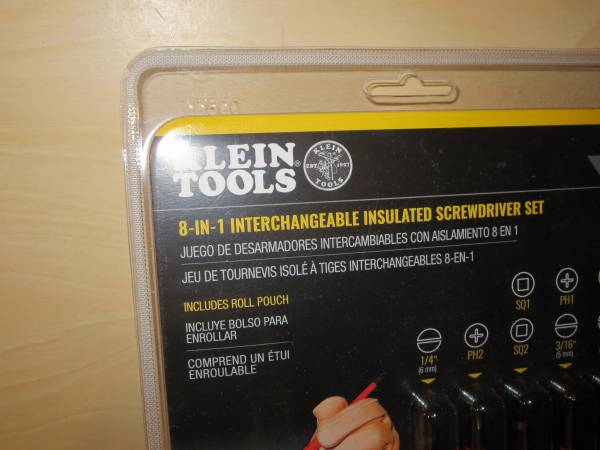 KLEIN
TOOLS®
KLEIN
EST. 1857
TOOLS
8-IN-1 INTERCHANGEABLE INSULATED SCREWDRIVER SET
JUEGO DE DESARMADORES INTERCAMBIABLES CON AISLAMIENTO 8 EN 1
JEU DE TOURNEVIS ISOLÉ À TIGES INTERCHANGEABLES 8-EN-1
INCLUDES ROLL POUCH
INCLUYE BOLSO PARA
ENROLLAR
COMPREND UN ÉTUI
ENROULABLE
SQ1
PH1
1/4"
(6 mm)
PH2
SQ2
3/16"
(5 mm)